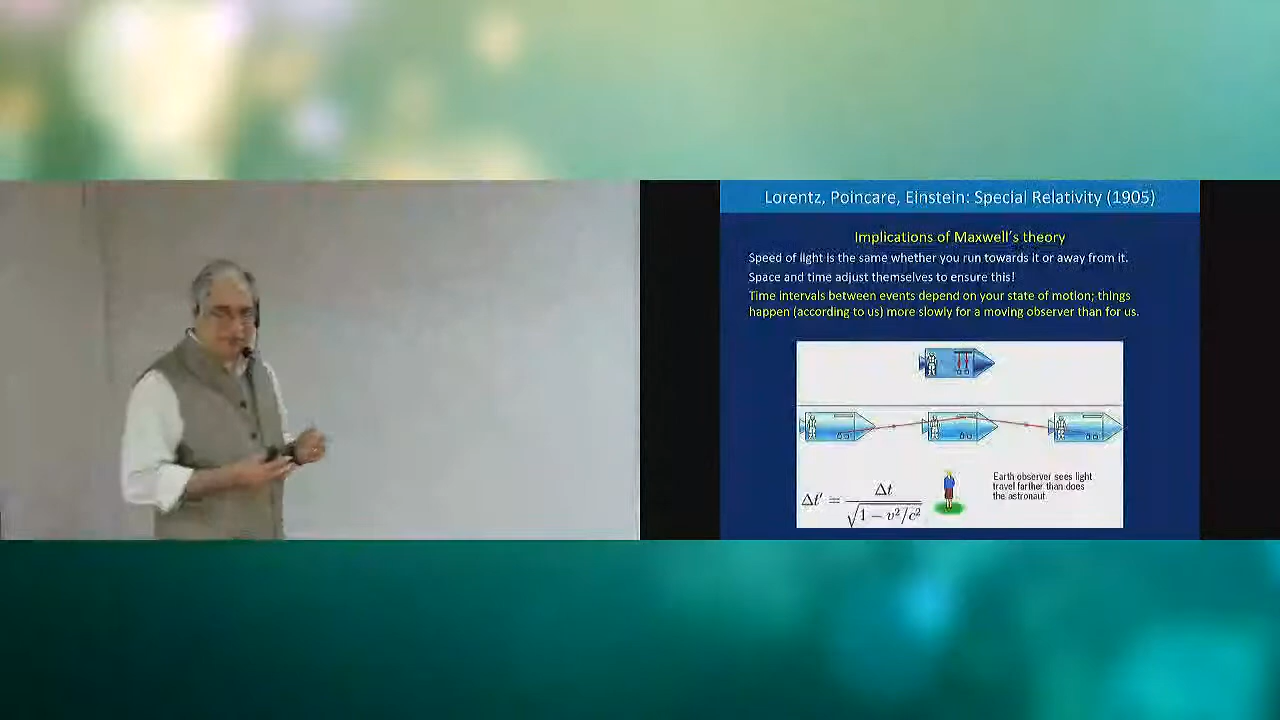 Lorentz, Poincare, Einstein: Special Relativity (1905)
Implications of Maxwell's theory
Speed of light is the same whether you run towards it or away from it.
Space and time adjust themselves to ensure this!
Time intervals between events depend on your state of motion; things
happen (according to us) more slowly for a moving observer than for us.
Earth observer sees light
travel farther than does
the astronaut
Δt' = Δt / √1 − v²/c²